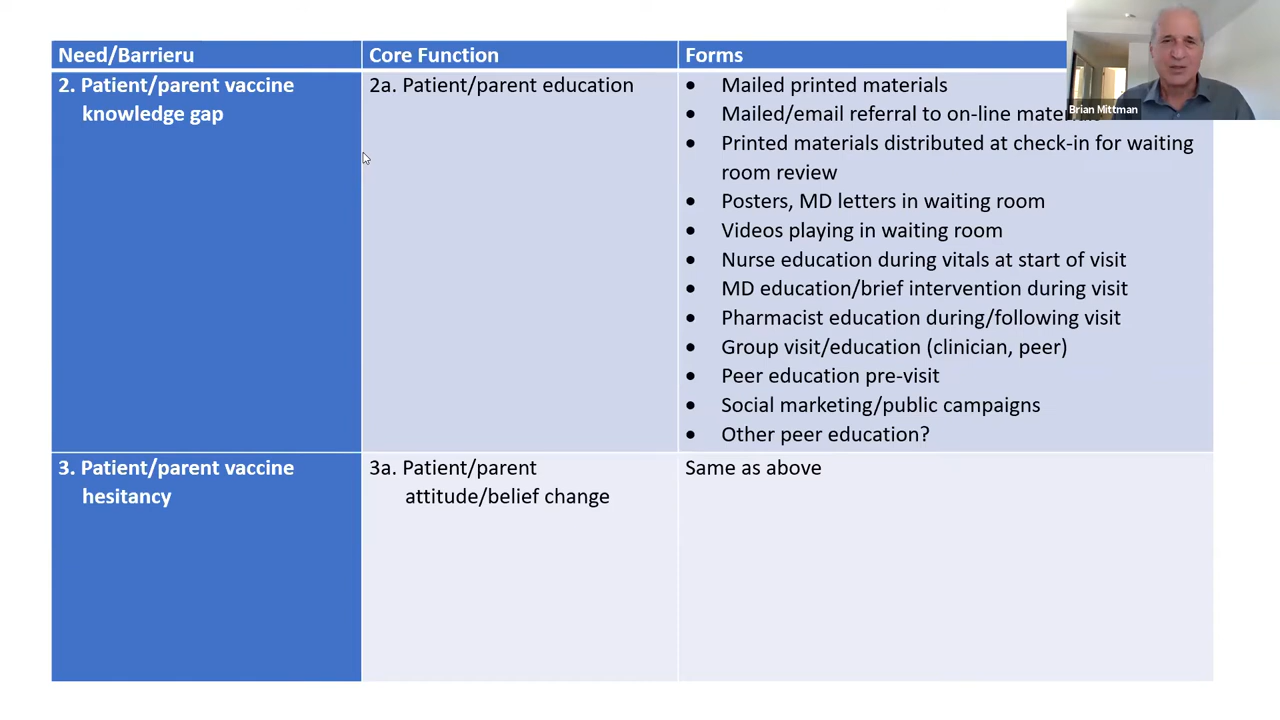 Need/Barrieru
Core Function
Forms
2. Patient/parent vaccine
knowledge gap
2a. Patient/parent education
• Mailed printed materials
• Mailed/email referral to on-line
• Printed materials distributed at check-in for waiting
room review
• Posters, MD letters in waiting room
• Videos playing in waiting room
• Nurse education during vitals at start of visit
• MD education/brief intervention during visit
• Pharmacist education during/following visit
• Group visit/education (clinician, peer)
• Peer education pre-visit
• Social marketing/public campaigns
• Other peer education?
3. Patient/parent vaccine
hesitancy
3a. Patient/parent
attitude/belief change
Same as above
Brian Mittman